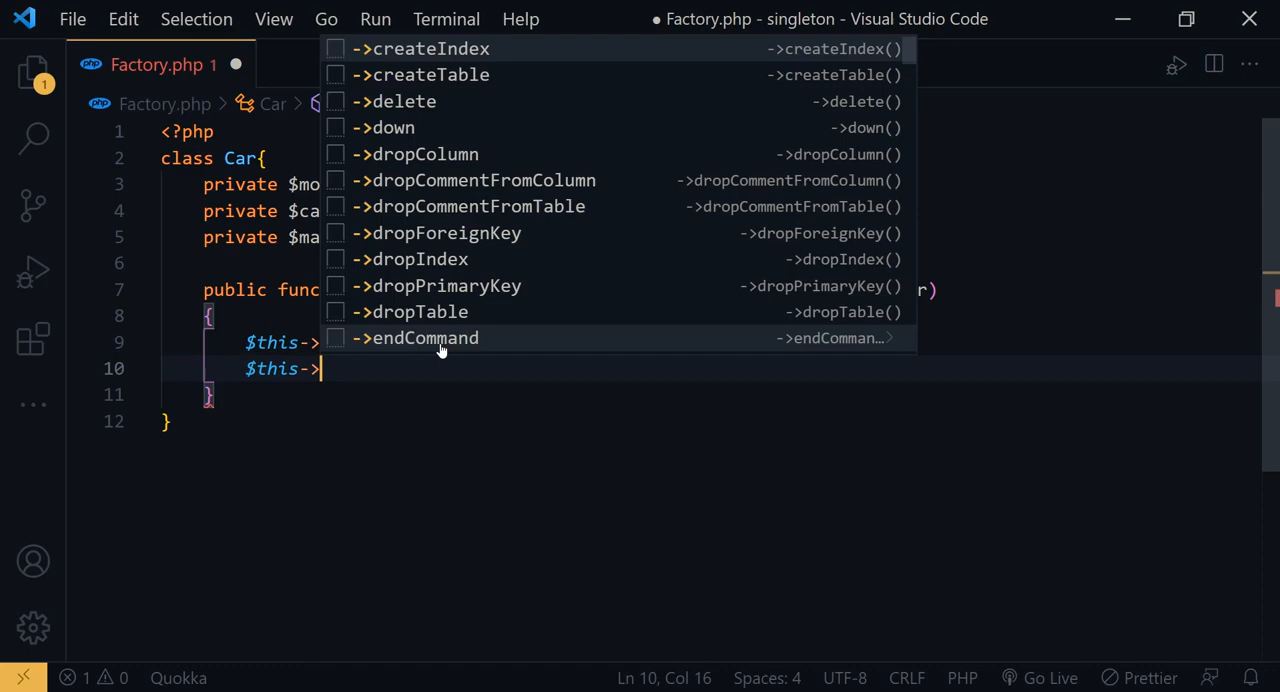 File Edit Selection View Go Run Terminal Help
● Factory.php - singleton - Visual Studio Code
php Factory.php 1 ●
1
php Factory.php > Car >
->createIndex ->createIndex()
->createTable ->createTable()
->delete ->delete()
->down ->down()
->dropColumn ->dropColumn()
->dropCommentFromColumn ->dropCommentFromColumn()
->dropCommentFromTable ->dropCommentFromTable()
->dropForeignKey ->dropForeignKey()
->dropIndex ->dropIndex()
->dropPrimaryKey ->dropPrimaryKey()
->dropTable ->dropTable()
->endCommand ->endComman...
1 <?php
2 class Car{
3 private $mo
4 private $ca
5 private $ma
6
7 public func r)
8 {
9 $this->
10 $this->
11 }
12 }
1 0 Quokka Ln 10, Col 16 Spaces: 4 UTF-8 CRLF PHP Go Live Prettier